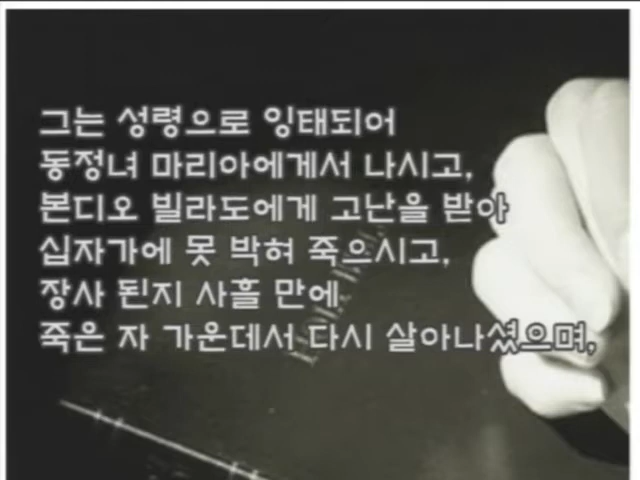 그는 성령으로 잉태되어
동정녀 마리아에게서 나시고,
본디오 빌라도에게 고난을 받아
십자가에 못 박혀 죽으시고,
장사 된지 사흘 만에
죽은 자 가운데서 다시 살아나셨으며,